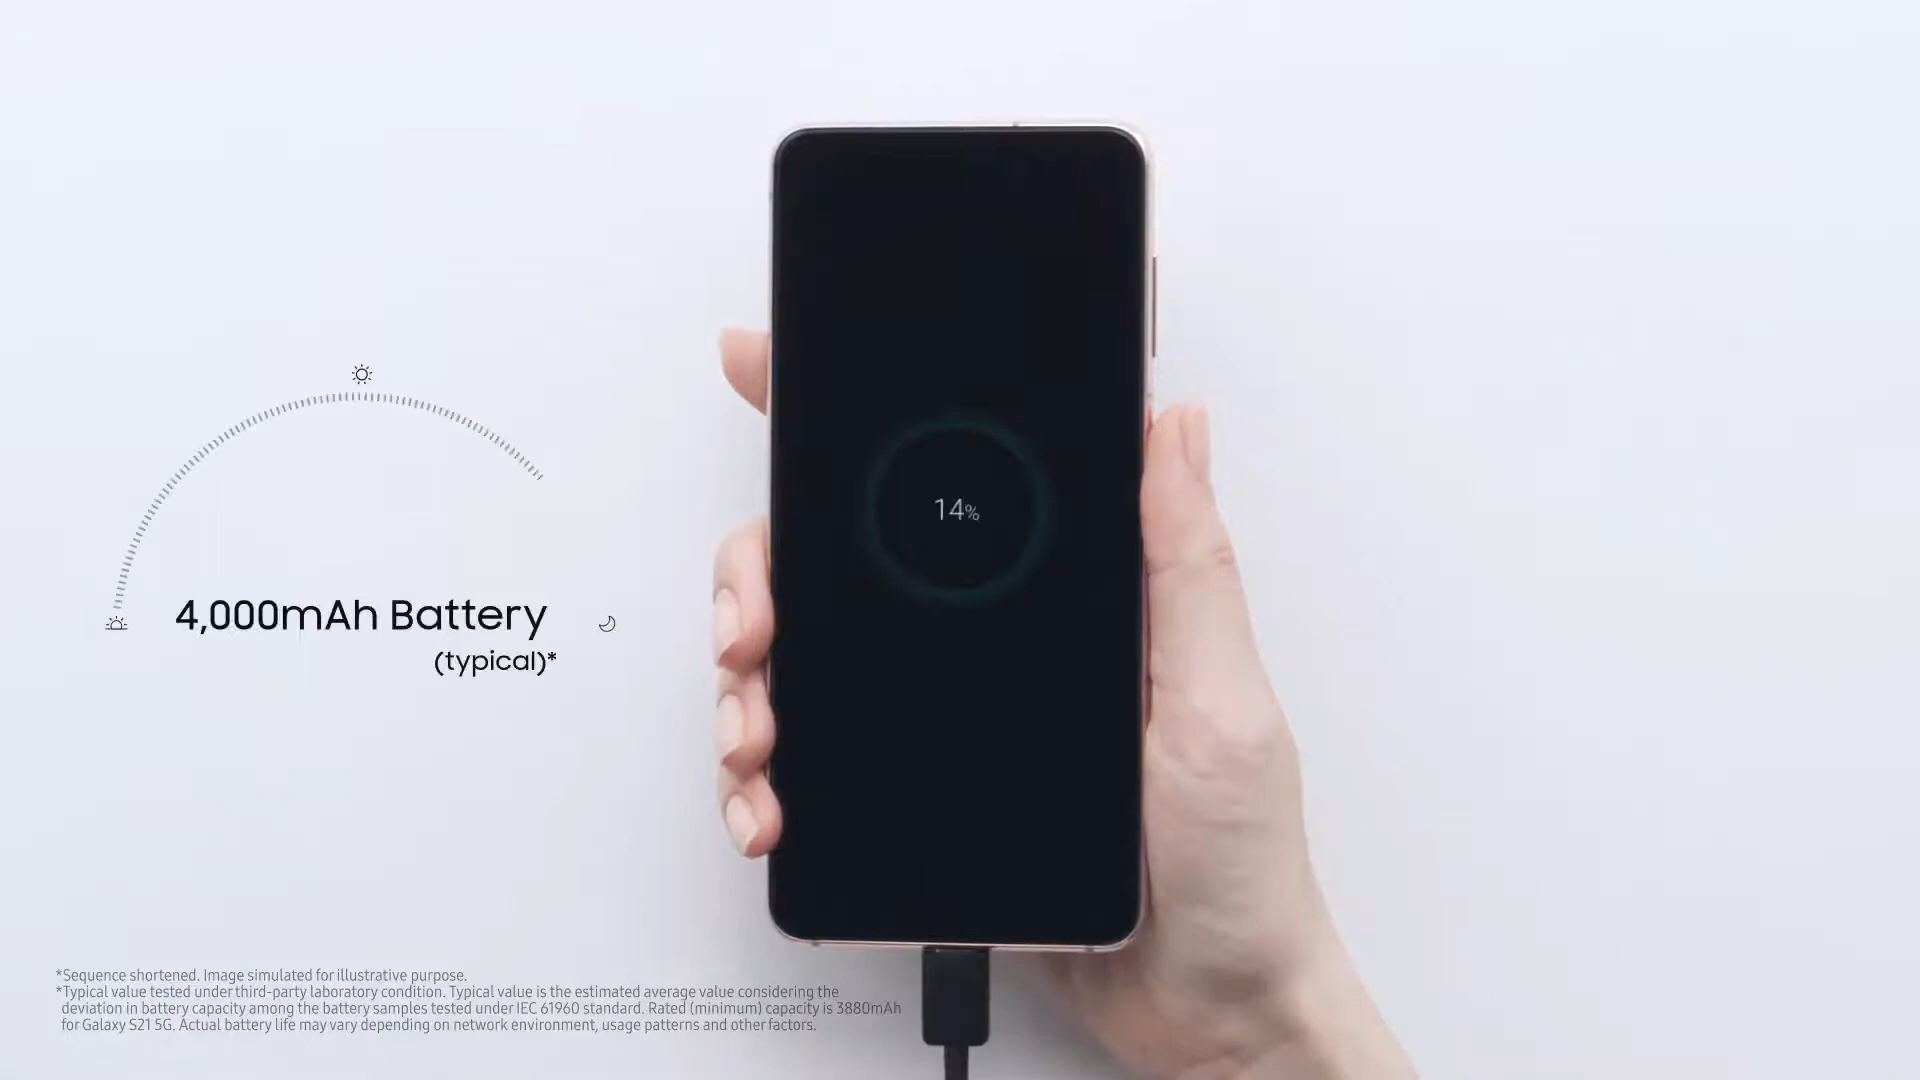 14%
4,000mAh Battery
(typical)*
*Sequence shortened. Image simulated for illustrative purpose.
*Typical value tested under third-party laboratory condition. Typical value is the estimated average value considering the
deviation in battery capacity among the battery samples tested under IEC 61960 standard. Rated (minimum) capacity is 3880mAh
for Galaxy S21 5G. Actual battery life may vary depending on network environment, usage patterns and other factors.